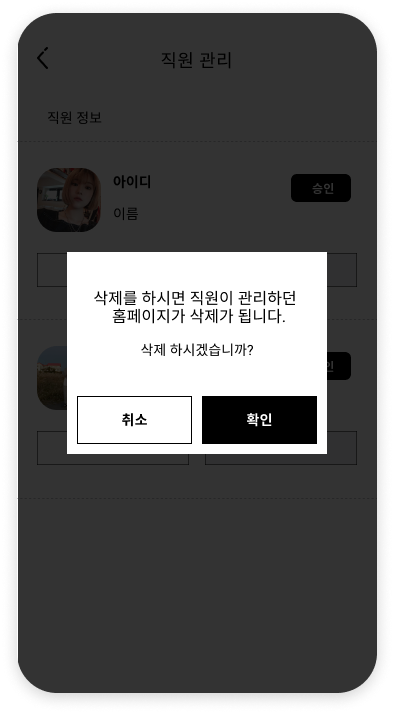 직원 관리
직원 정보
아이디
승인
이름
삭제를 하시면 직원이 관리하던
홈페이지가 삭제가 됩니다.
삭제 하시겠습니까?
취소
확인